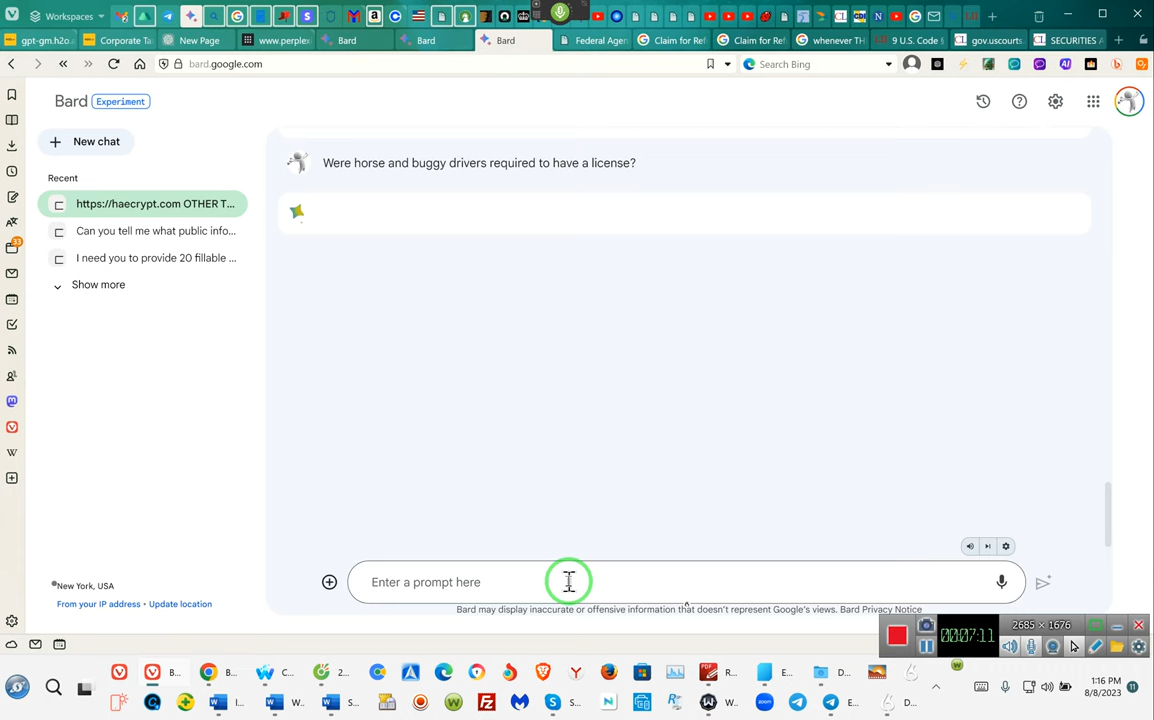 Workspaces
gpt-gm.h2o.
Corporate Ta
New Page
www.perplex
Bard
Bard
Bard
Federal Agen
Claim for Ref
Claim for Ref
whenever TH
9 U.S. Code §
gov.uscourts
SECURITIES A
bard.google.com
Search Bing
Bard
Experiment
New chat
Recent
https://haecrypt.com OTHER T...
Can you tell me what public info...
I need you to provide 20 fillable ...
Show more
Were horse and buggy drivers required to have a license?
33
Enter a prompt here
New York, USA
From your IP address • Update location
Bard may display inaccurate or offensive information that doesn't represent Google's views. Bard Privacy Notice
00:07:11
2685 × 1676
B...
B...
C...
C...
R...
E...
D...
I...
W...
S...
S...
W...
E...
D...
1:16 PM
8/8/2023
11